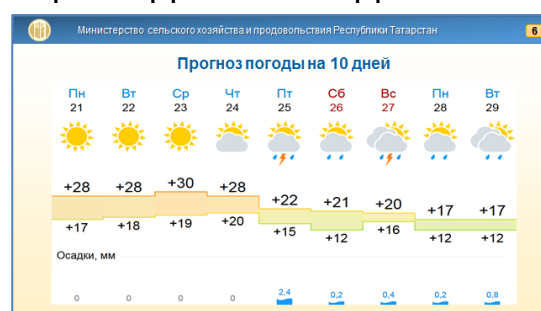 Министерство сельского хозяйства и продовольствия Республики Татарстан
6
Прогноз погоды на 10 дней
Пн Вт Ср Чт Пт Сб Вс Пн Вт
21 22 23 24 25 26 27 28 29
+28 +28 +30 +28 +22 +21 +20 +17 +17
+17 +18 +19 +20 +15 +12 +16 +12 +12
Осадки, мм
0 0 0 0 2,4 0,2 0,4 0,2 0,8